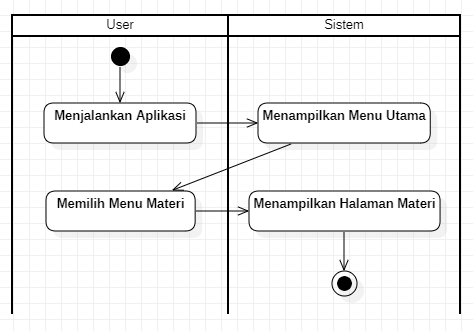 User
Sistem
Menjalankan Aplikasi
Menampilkan Menu Utama
Memilih Menu Materi
Menampilkan Halaman Materi